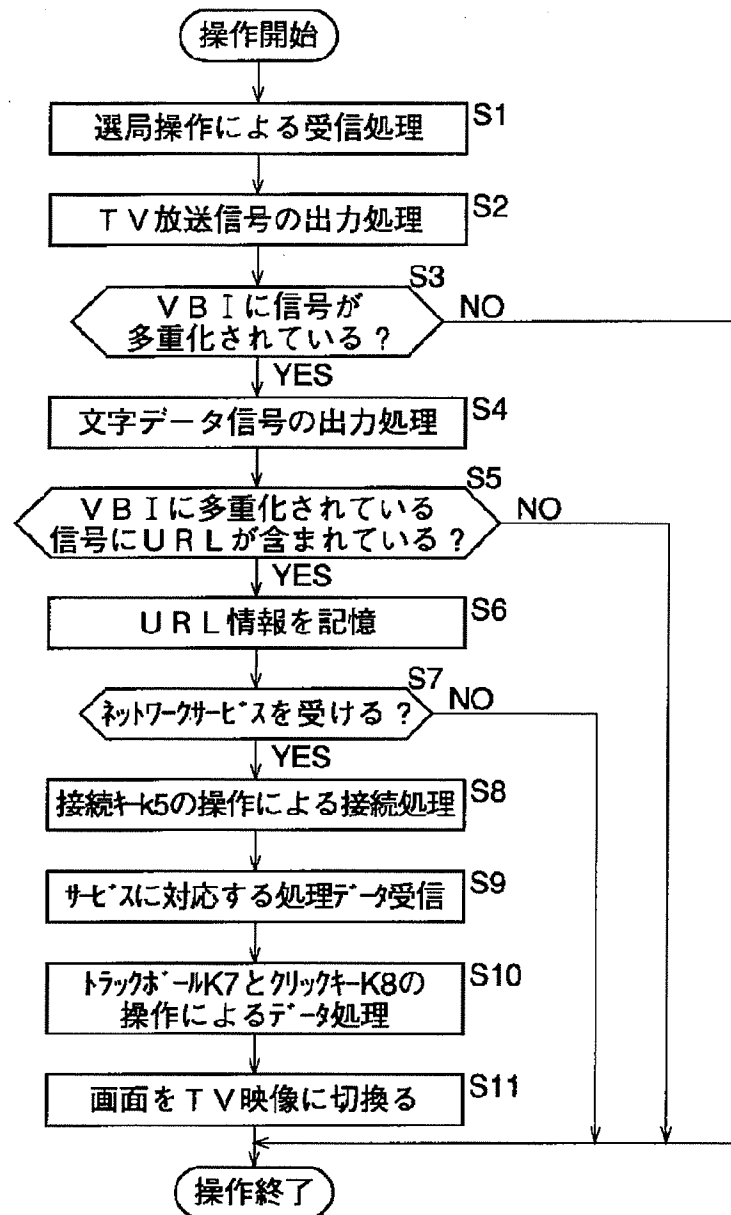 操作開始
選局操作による受信処理 S1
TV放送信号の出力処理 S2
S3
VBIに信号が
多重化されている? NO
YES
文字データ信号の出力処理 S4
S5
VBIに多重化されている
信号にURLが含まれている? NO
YES
URL情報を記憶 S6
S7
ネットワークサービスを受ける? NO
YES
接続キーk5の操作による接続処理 S8
サービスに対応する処理データ受信 S9
トラックボールK7とクリックキーK8の S10
操作によるデータ処理
画面をTV映像に切換る S11
操作終了